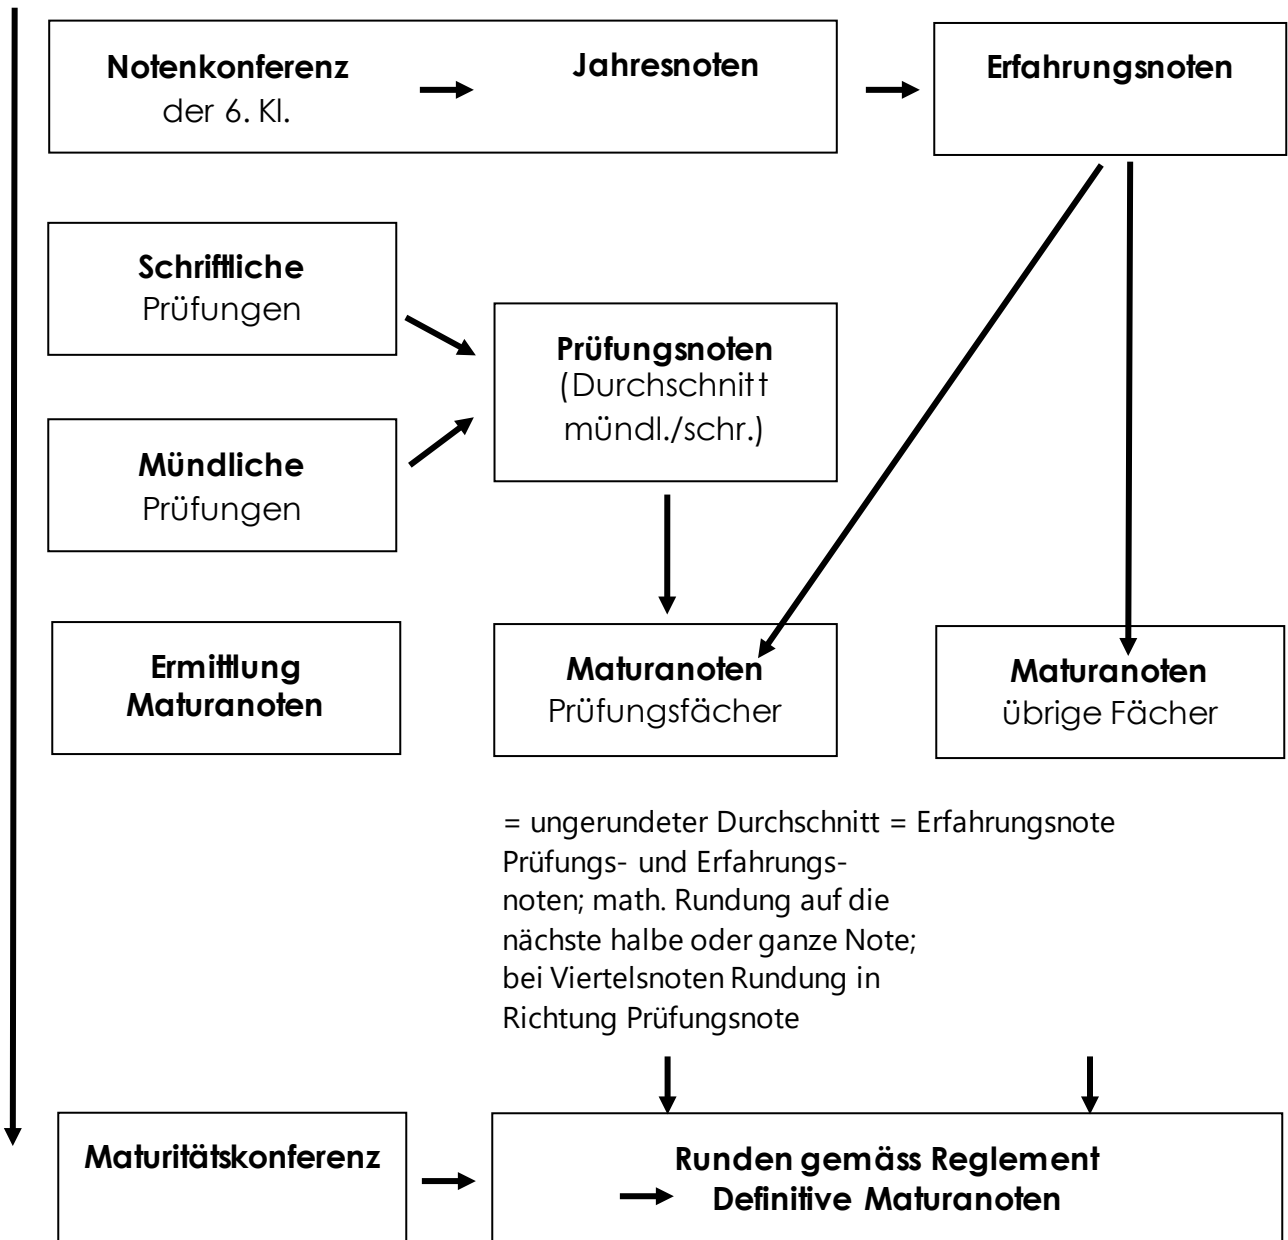 Notenkonferenz
der 6. Kl.
Jahresnoten
Erfahrungsnoten
Schriftliche
Prüfungen
Mündliche
Prüfungen
Prüfungsnoten
(Durchschnitt
mündl./schr.)
Ermittlung
Maturanoten
Maturanoten
Prüfungsfächer
Maturanoten
übrige Fächer
= ungerundeter Durchschnitt = Erfahrungsnote
Prüfungs- und Erfahrungs-
noten; math. Rundung auf die
nächste halbe oder ganze Note;
bei Viertelsnoten Rundung in
Richtung Prüfungsnote
Maturitätskonferenz
Runden gemäss Reglement
Definitive Maturanoten